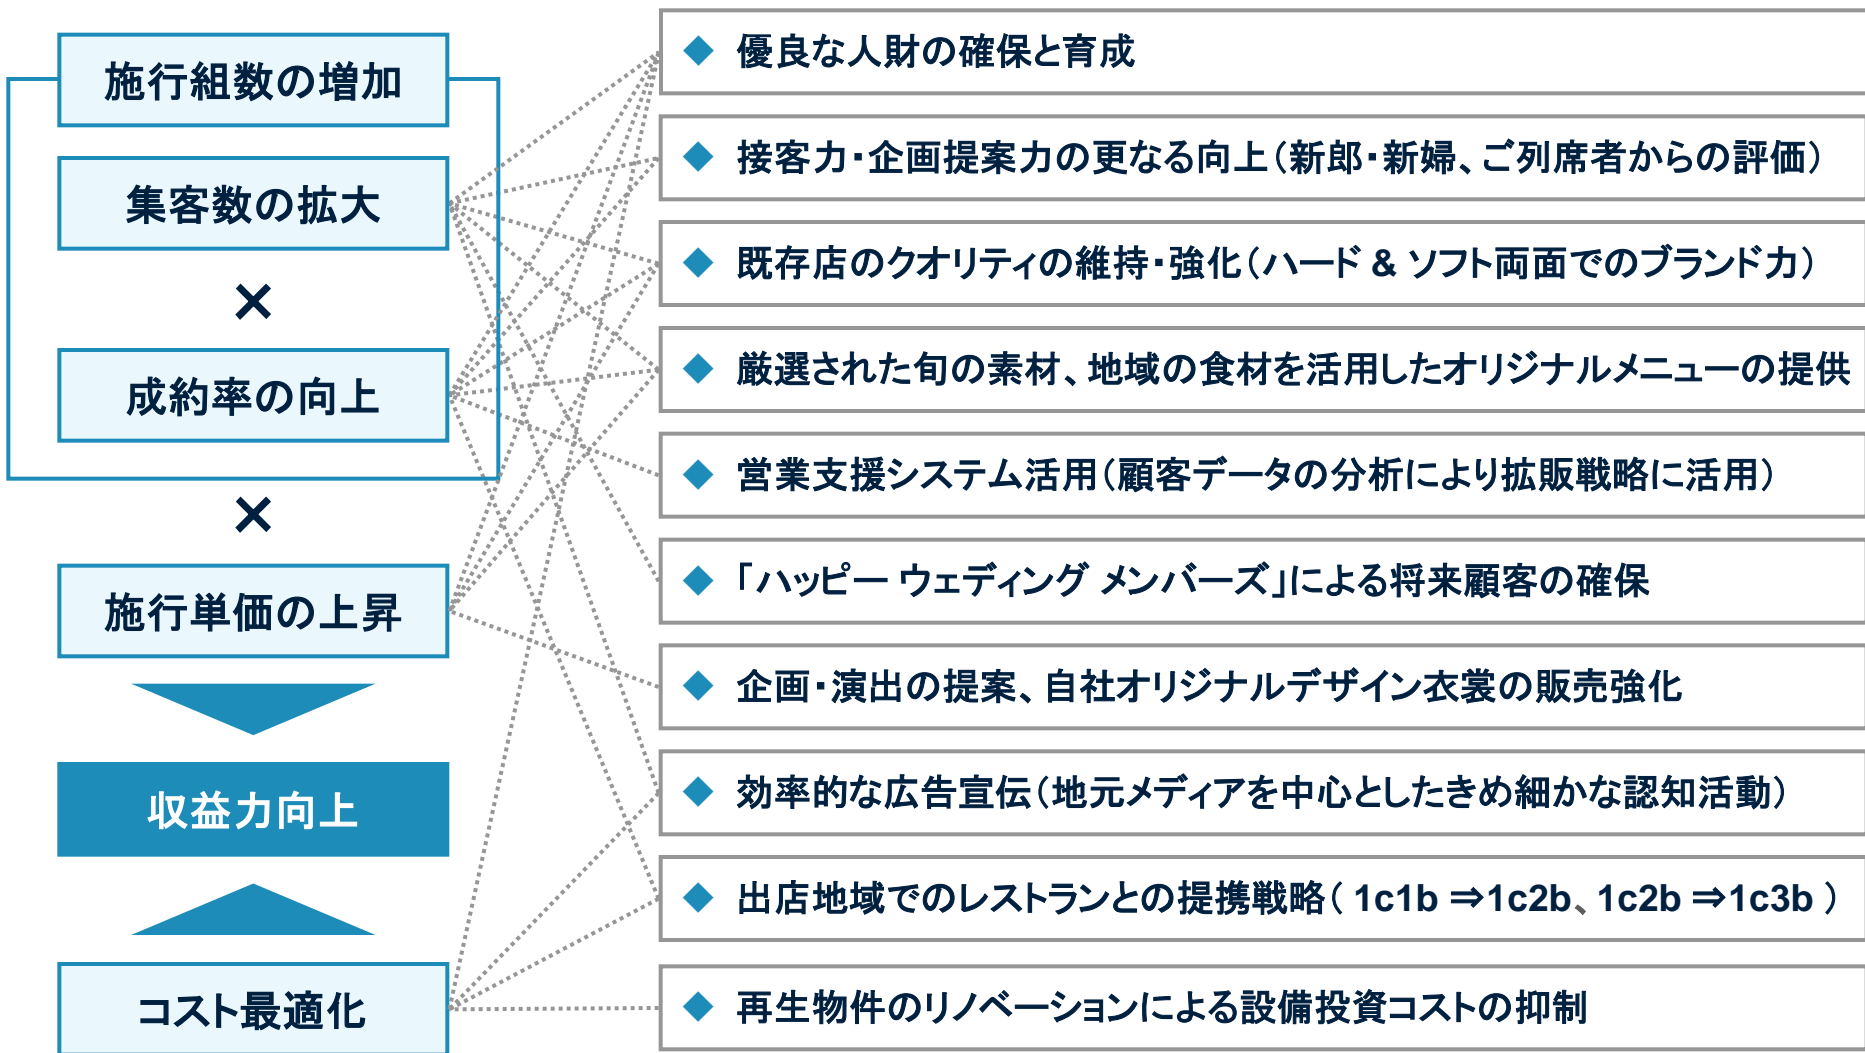 施行組数の増加
集客数の拡大
×
成約率の向上
×
施行単価の上昇
収益力向上
コスト最適化
◆ 優良な人財の確保と育成
◆ 接客力・企画提案力の更なる向上（新郎・新婦、ご列席者からの評価）
◆ 既存店のクオリティの維持・強化（ハード & ソフト両面でのブランド力）
◆ 厳選された旬の素材、地域の食材を活用したオリジナルメニューの提供
◆ 営業支援システム活用（顧客データの分析により拡販戦略に活用）
◆ 「ハッピー ウェディング メンバーズ」による将来顧客の確保
◆ 企画・演出の提案、自社オリジナルデザイン衣裳の販売強化
◆ 効率的な広告宣伝（地元メディアを中心としたきめ細かな認知活動）
◆ 出店地域でのレストランとの提携戦略（ 1c1b ⇒1c2b、1c2b ⇒1c3b ）
◆ 再生物件のリノベーションによる設備投資コストの抑制